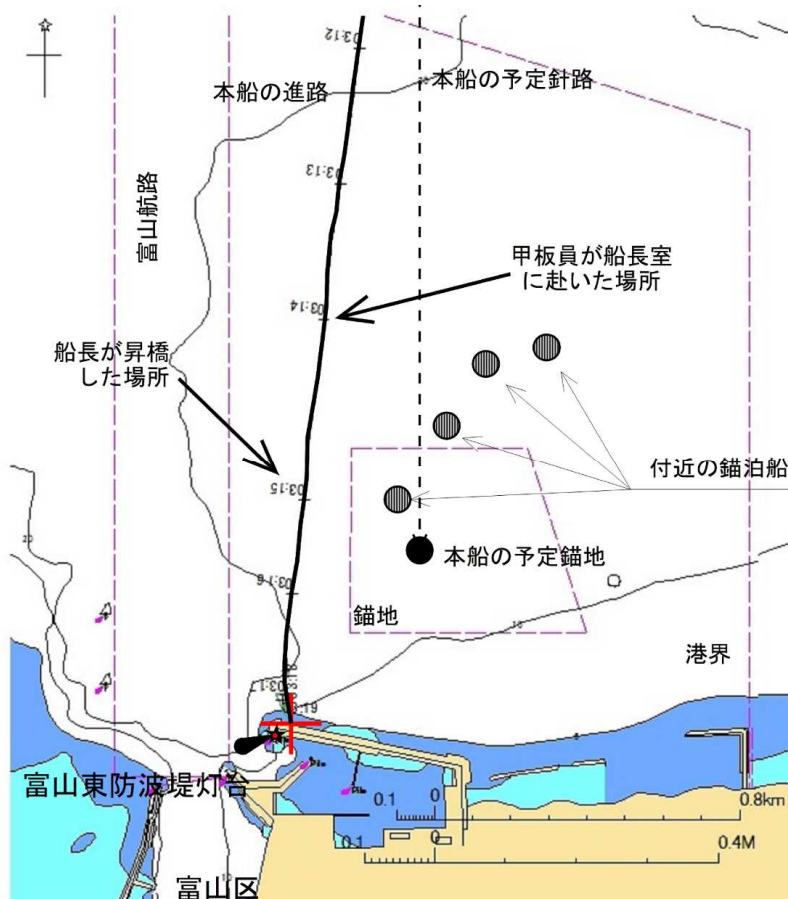 03:12
本船の進路
本船の予定針路
富山航路
03:13
甲板員が船長室
に赴いた場所
03:14
船長が昇橋
した場所
付近の錨泊船
03:15
本船の予定錨地
03:16
錨地
港界
03:17
富山東防波堤灯台
0.1
0
0.8km
0.1
0
0.4M
富山区